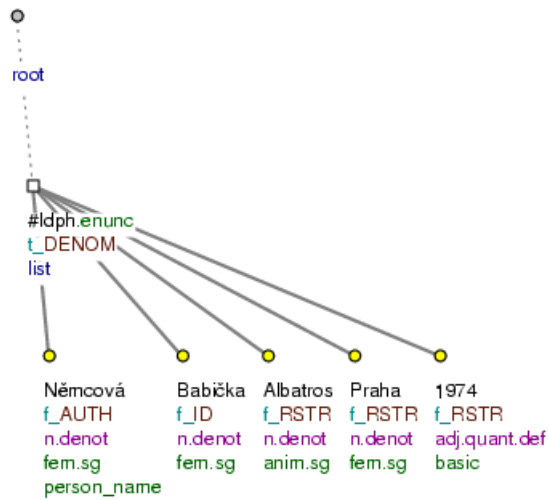 root
#Idph.enunc
t_DENOM
list
Němcová Babička Albatros Praha 1974
f_AUTH f_ID f_RSTR f_RSTR f_RSTR
n.denot n.denot n.denot n.denot adj.quant.def
fem.sg fem.sg anim.sg fem.sg basic
person_name